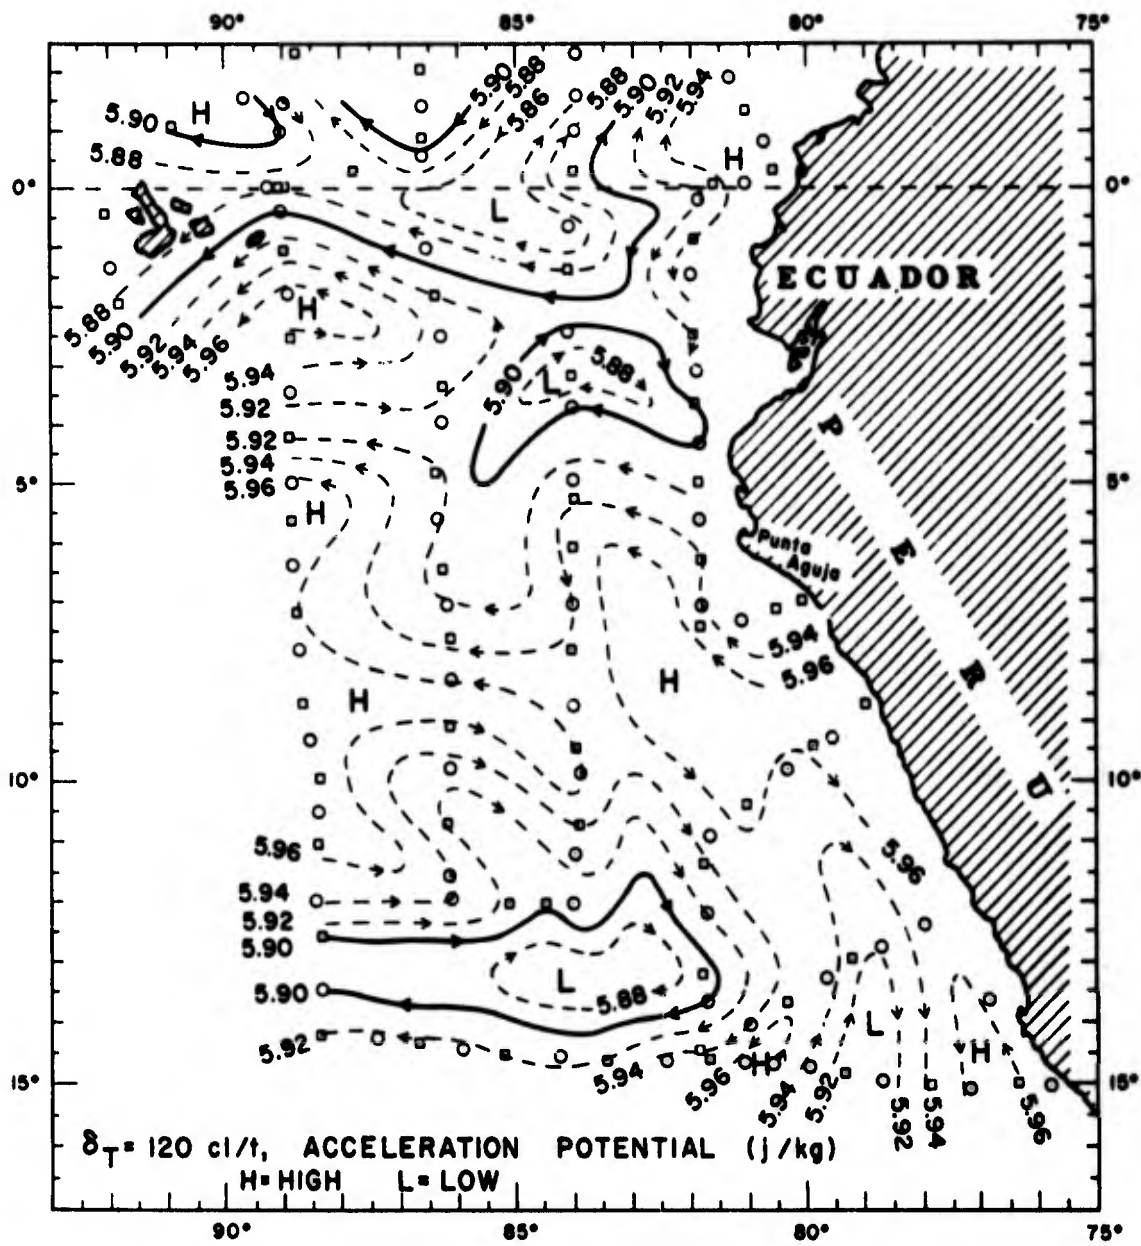 90° 85° 80° 75°
5.90 H 5.90 5.88 5.86 5.88 5.90 5.92 5.94
5.88 H
0° 0°
L
ECUADOR
H
5.88 5.90 5.92 5.94 5.96
5.94 5.90 L 5.88
5.92
5.92
5.94
5.96 H
5° 5°
PERU
Punta
Aguja
5.94
5.96
H H
10° 10°
5.96 5.96
5.94
5.92
5.90
5.90 L 5.88
5.92 L H
5.94 5.96 H 5.94 5.92 5.92 5.94 5.96
15° 15°
δT = 120 cl/t, ACCELERATION POTENTIAL (j/kg)
H = HIGH L = LOW
90° 85° 80° 75°